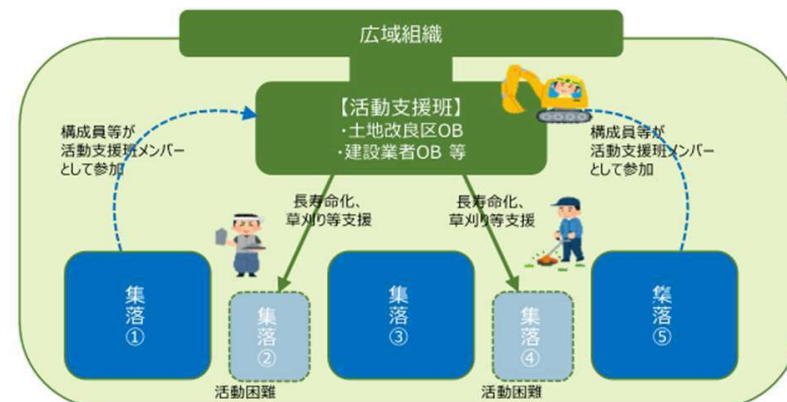 広域組織
【活動支援班】
・土地改良区OB
・建設業者OB 等
構成員等が
活動支援班メンバー
として参加
構成員等が
活動支援班メンバー
として参加
長寿命化、
草刈り等支援
長寿命化、
草刈り等支援
集落①
集落②
集落③
集落④
集落⑤
活動困難
活動困難